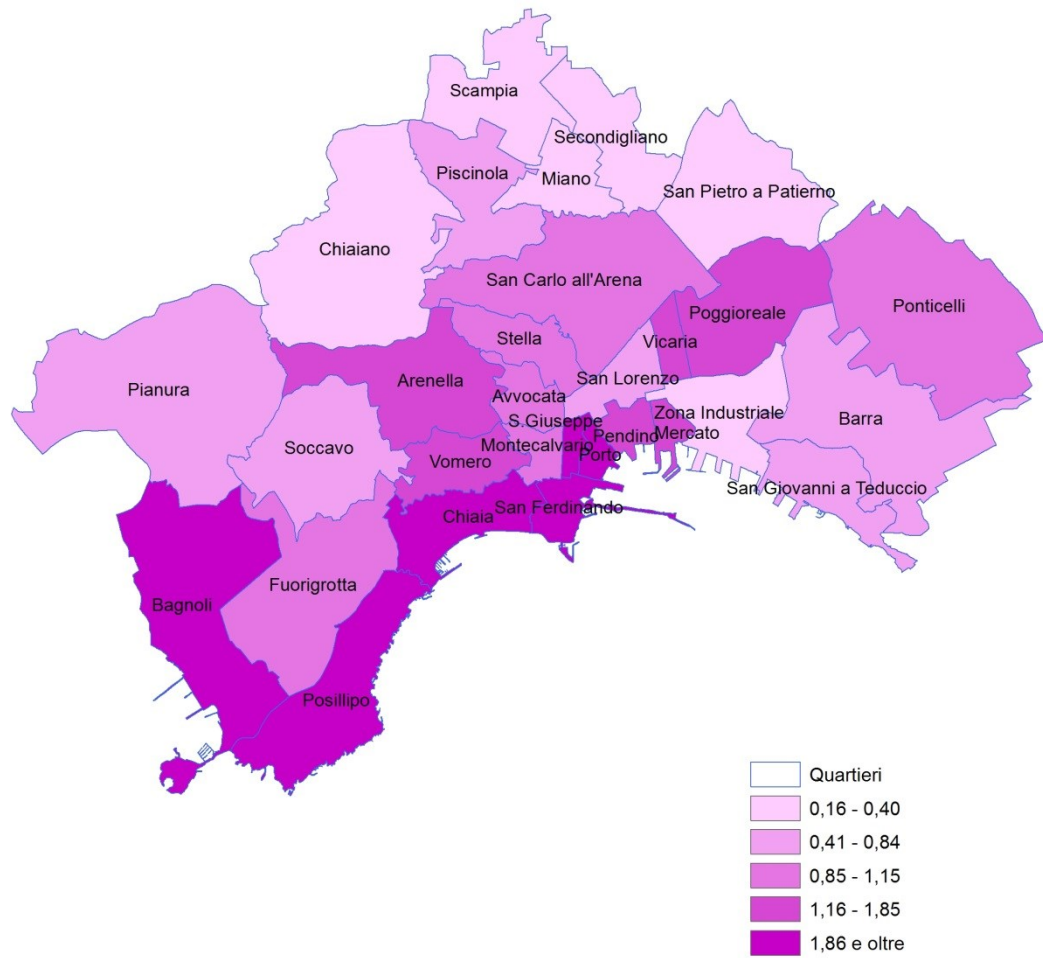 Scampia
Secondigliano
Piscinola
Miano
San Pietro a Patierno
Chiaiano
San Carlo all'Arena
Ponticelli
Poggioreale
Stella
Vicaria
Arenella
San Lorenzo
Pianura
Avvocata
Zona Industriale
Barra
S.Giuseppe
Mercato
Pendino
Soccavo
Montecalvario
Porto
Vomero
San Giovanni a Teduccio
Chiaia
San Ferdinando
Fuorigrotta
Bagnoli
Posillipo
Quartieri
0,16 - 0,40
0,41 - 0,84
0,85 - 1,15
1,16 - 1,85
1,86 e oltre